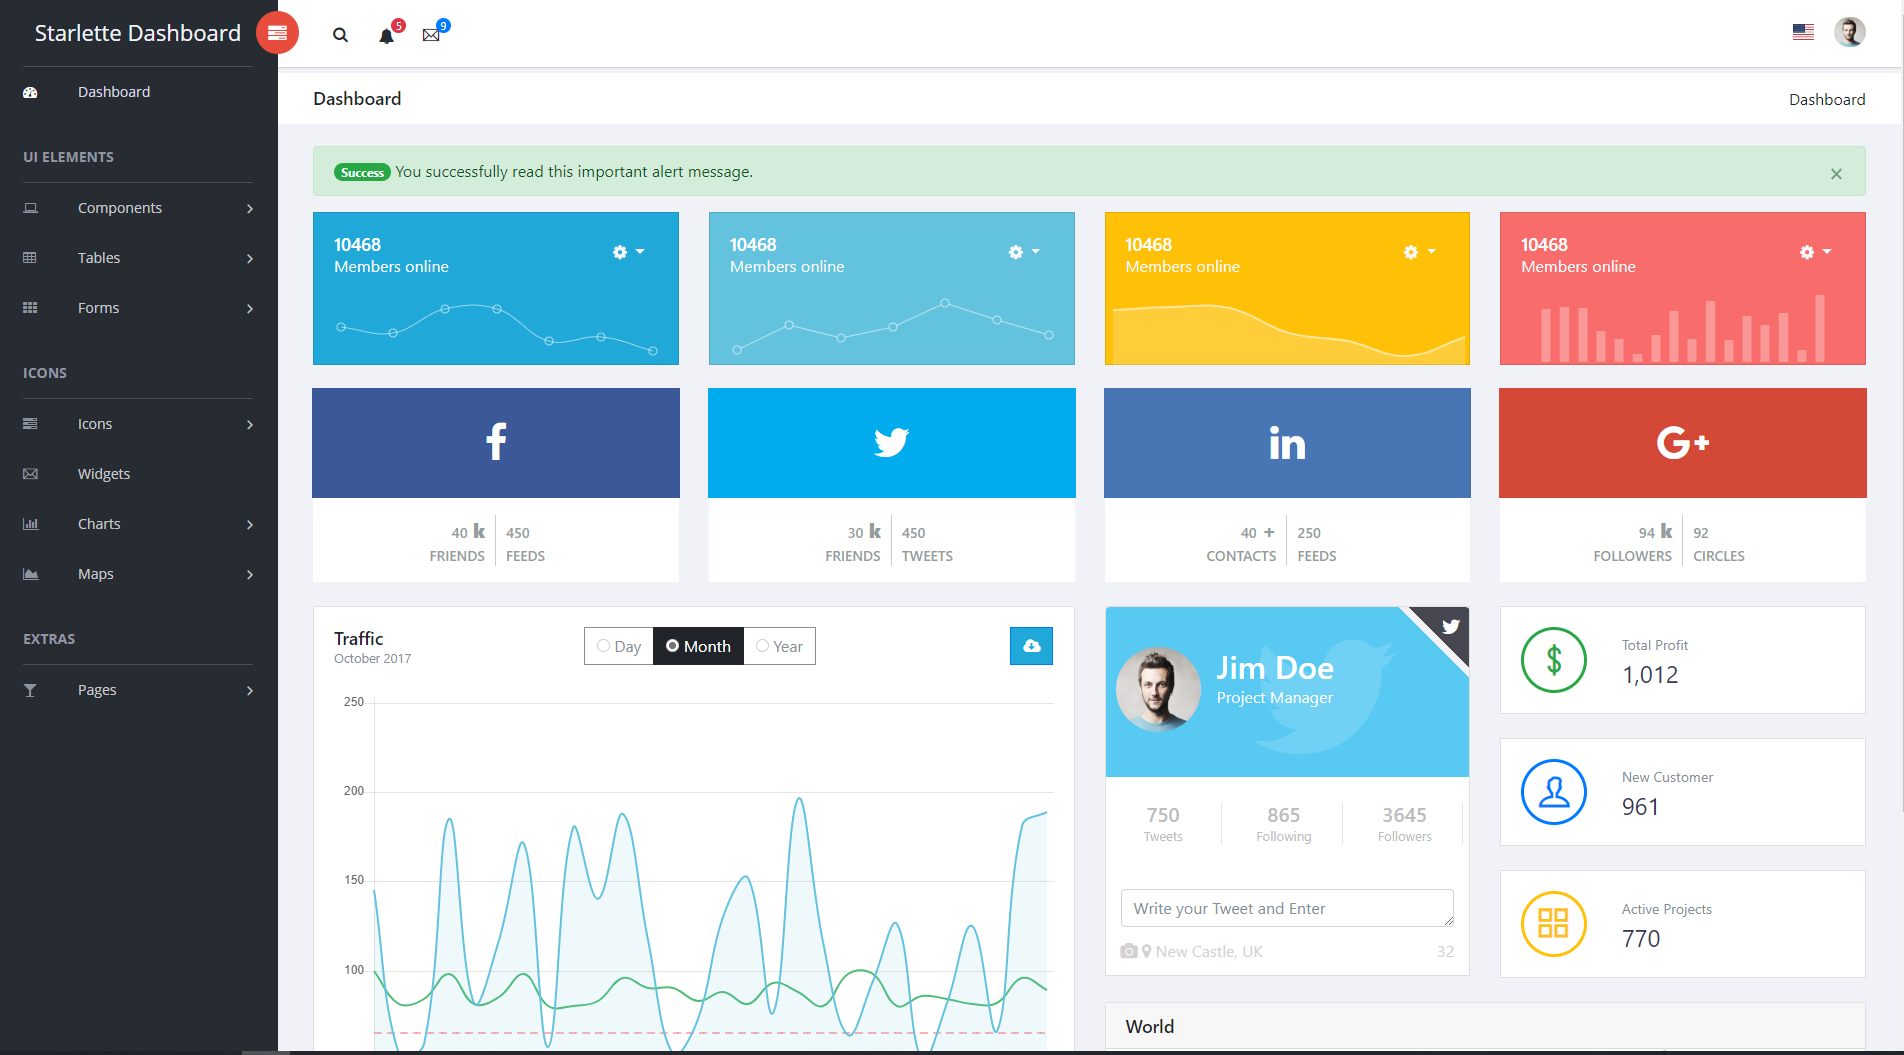 Starlette Dashboard
5
9
Dashboard
UI ELEMENTS
Components
Tables
Forms
ICONS
Icons
Widgets
Charts
Maps
EXTRAS
Pages
Dashboard
Dashboard
Success You successfully read this important alert message.
×
10468
Members online
10468
Members online
10468
Members online
10468
Members online
f
in
G+
40 k
FRIENDS
450
FEEDS
30 k
FRIENDS
450
TWEETS
40 +
CONTACTS
250
FEEDS
94 k
FOLLOWERS
92
CIRCLES
Traffic
October 2017
Day Month Year
250
200
150
100
Jim Doe
Project Manager
750
Tweets
865
Following
3645
Followers
Write your Tweet and Enter
New Castle, UK 32
$
Total Profit
1,012
New Customer
961
Active Projects
770
World